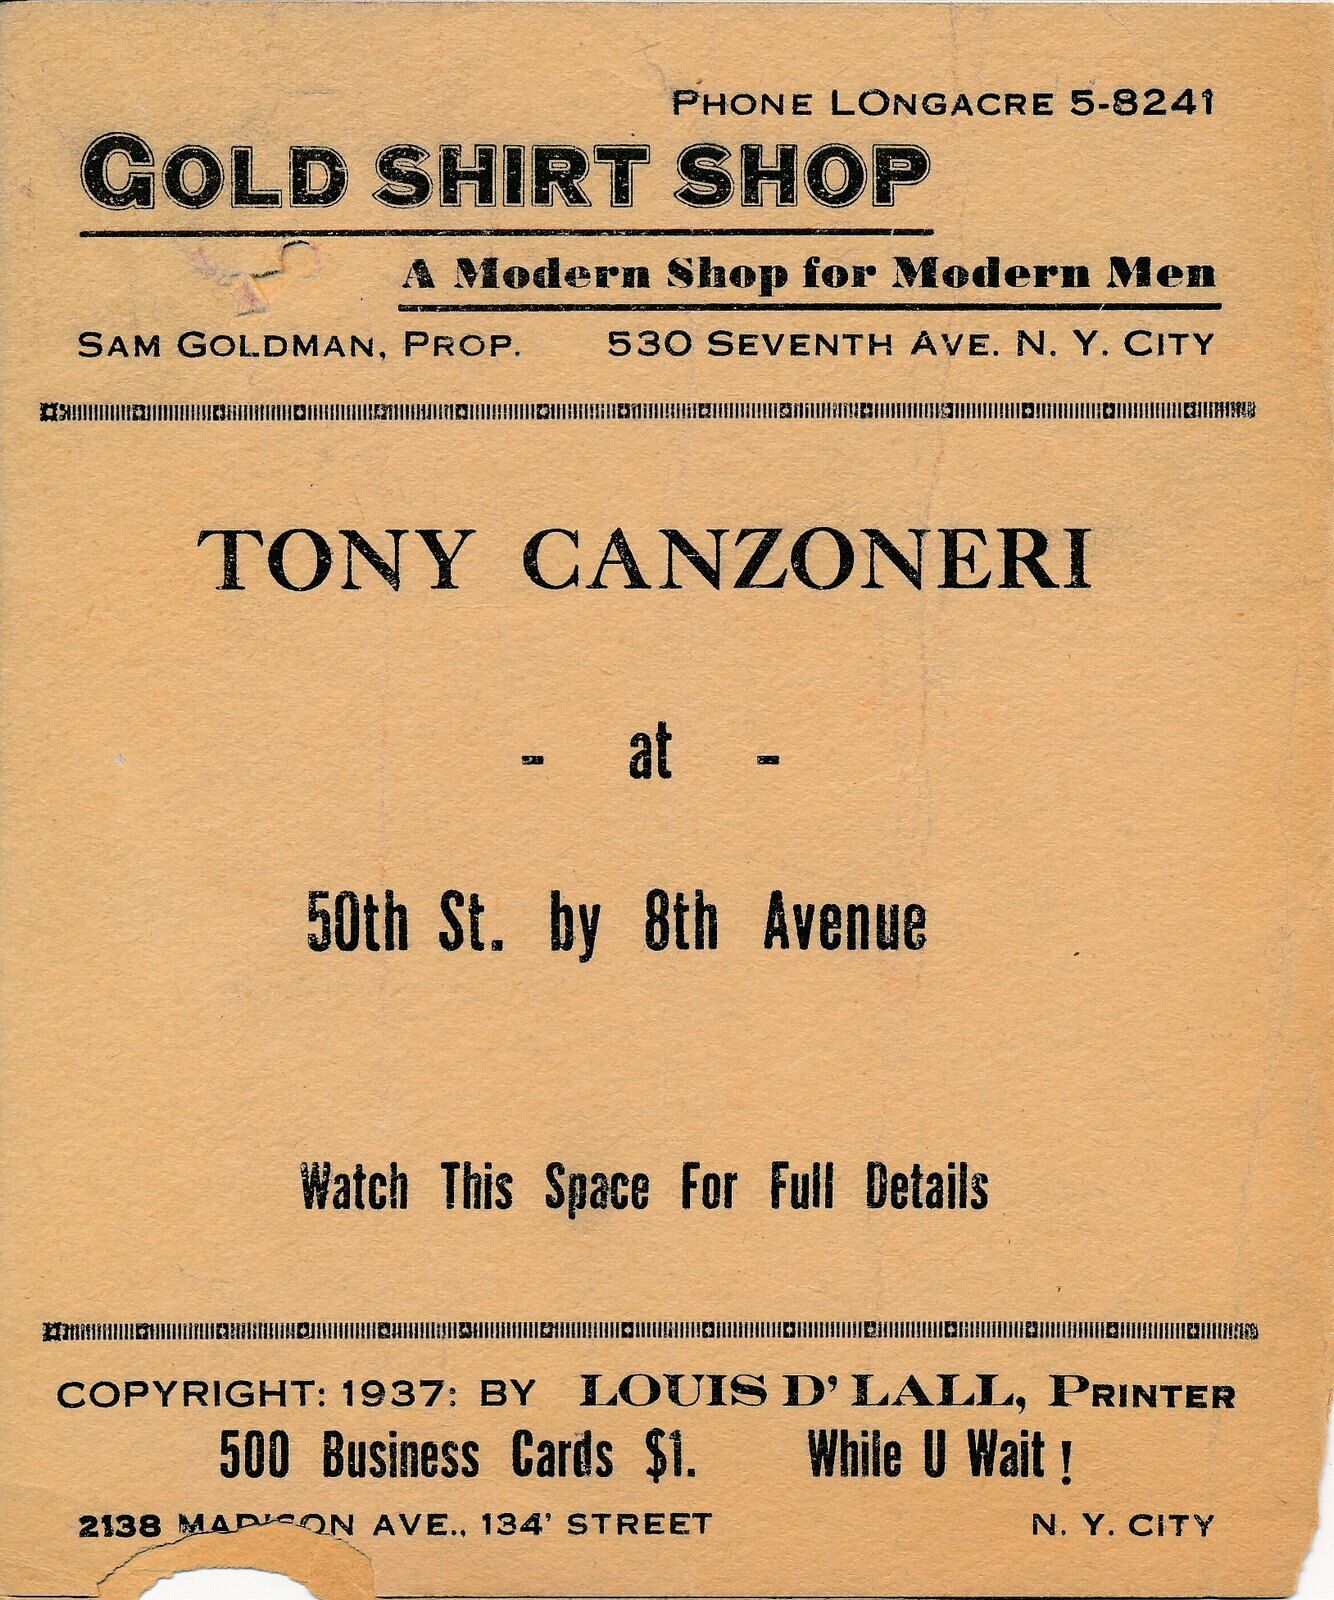 PHONE LONGACRE 5-8241
GOLD SHIRT SHOP
A Modern Shop for Modern Men
SAM GOLDMAN, PROP. 530 SEVENTH AVE. N. Y. CITY
TONY CANZONERI
- at -
50th St. by 8th Avenue
Watch This Space For Full Details
COPYRIGHT: 1937: BY LOUIS D'LALL, PRINTER
500 Business Cards $1. While U Wait !
2138 MADISON AVE., 134' STREET N. Y. CITY